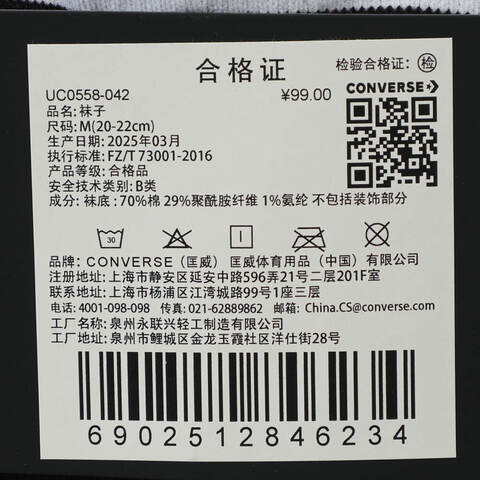 合格证
检验合格证: 检
UC0558-042
¥99.00
CONVERSE
品名: 袜子
尺码: M(20-22cm)
生产日期: 2025年03月
执行标准: FZ/T 73001-2016
产品等级: 合格品
安全技术类别: B类
成分: 袜底 : 70%棉 29%聚酰胺纤维 1%氨纶 不包括装饰部分
30
品牌: CONVERSE (匡威) 匡威体育用品 (中国) 有限公司
注册地址: 上海市静安区延安中路596弄21号二层201F室
联系地址: 上海市杨浦区江湾城路99号1座三层
电话: 4001-098-098 传真: 021-62889862 邮箱: China.CS@converse.com
工厂名称: 泉州永联兴轻工制造有限公司
工厂地址: 泉州市鲤城区金龙玉霞社区洋仕街28号
6902512846234